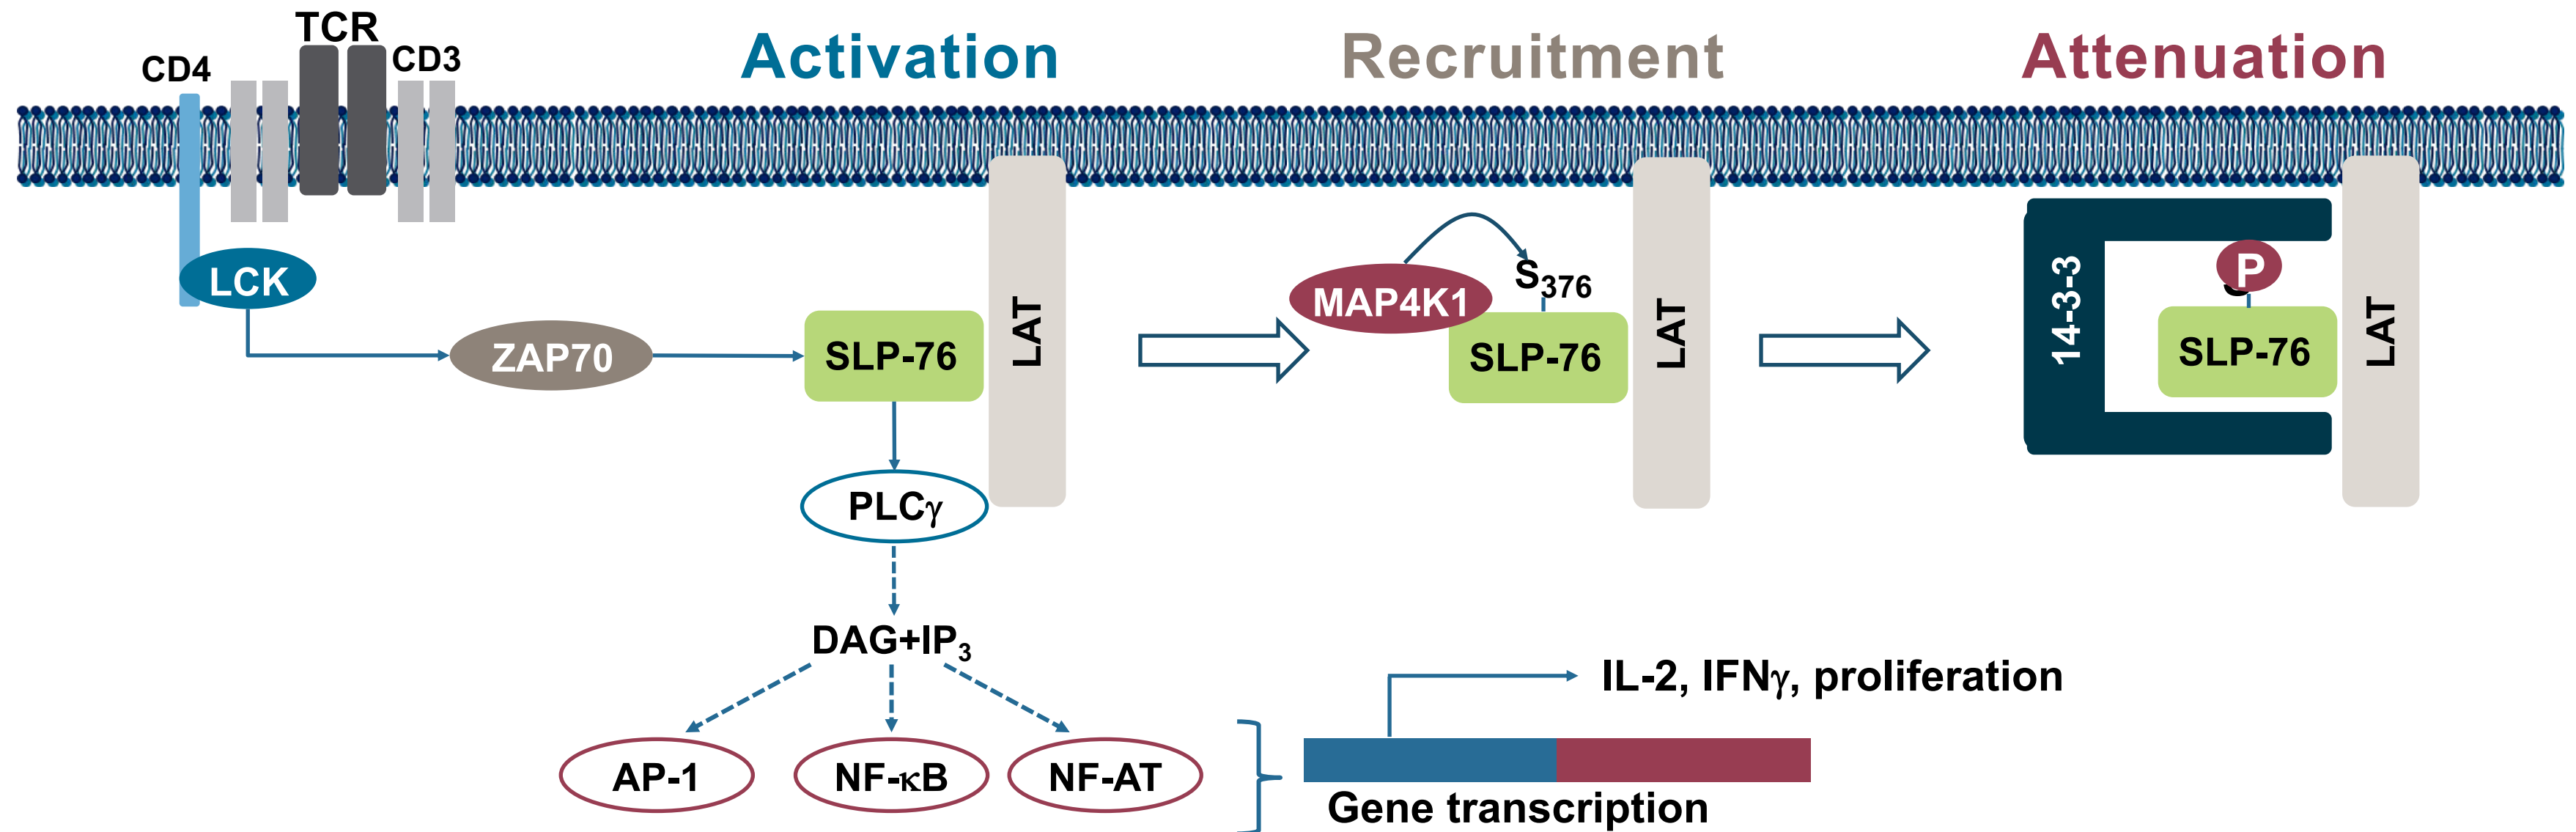 TCR
CD4
CD3
Activation
Recruitment
Attenuation
LCK
ZAP70
SLP-76
LAT
PLCγ
DAG+IP₃
AP-1
NF-κB
NF-AT
MAP4K1
S₃₇₆
SLP-76
LAT
14-3-3
P
SLP-76
LAT
IL-2, IFNγ, proliferation
Gene transcription